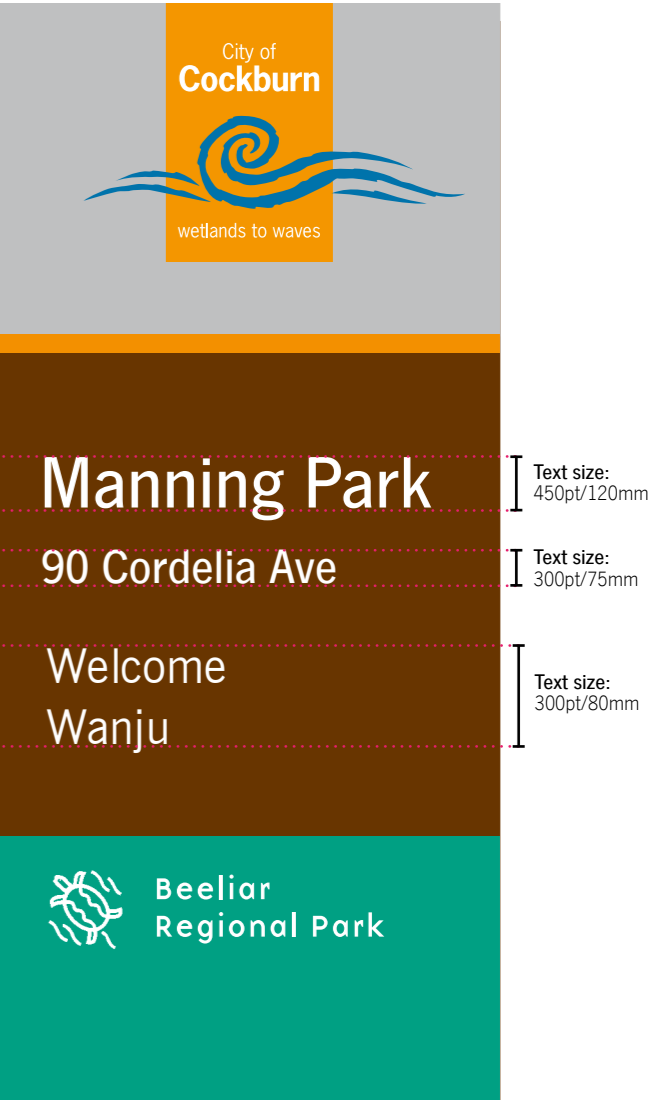 City of
Cockburn
wetlands to waves
Manning Park
Text size:
450pt/120mm
90 Cordelia Ave
Text size:
300pt/75mm
Welcome
Wanju
Text size:
300pt/80mm
Beeliar
Regional Park